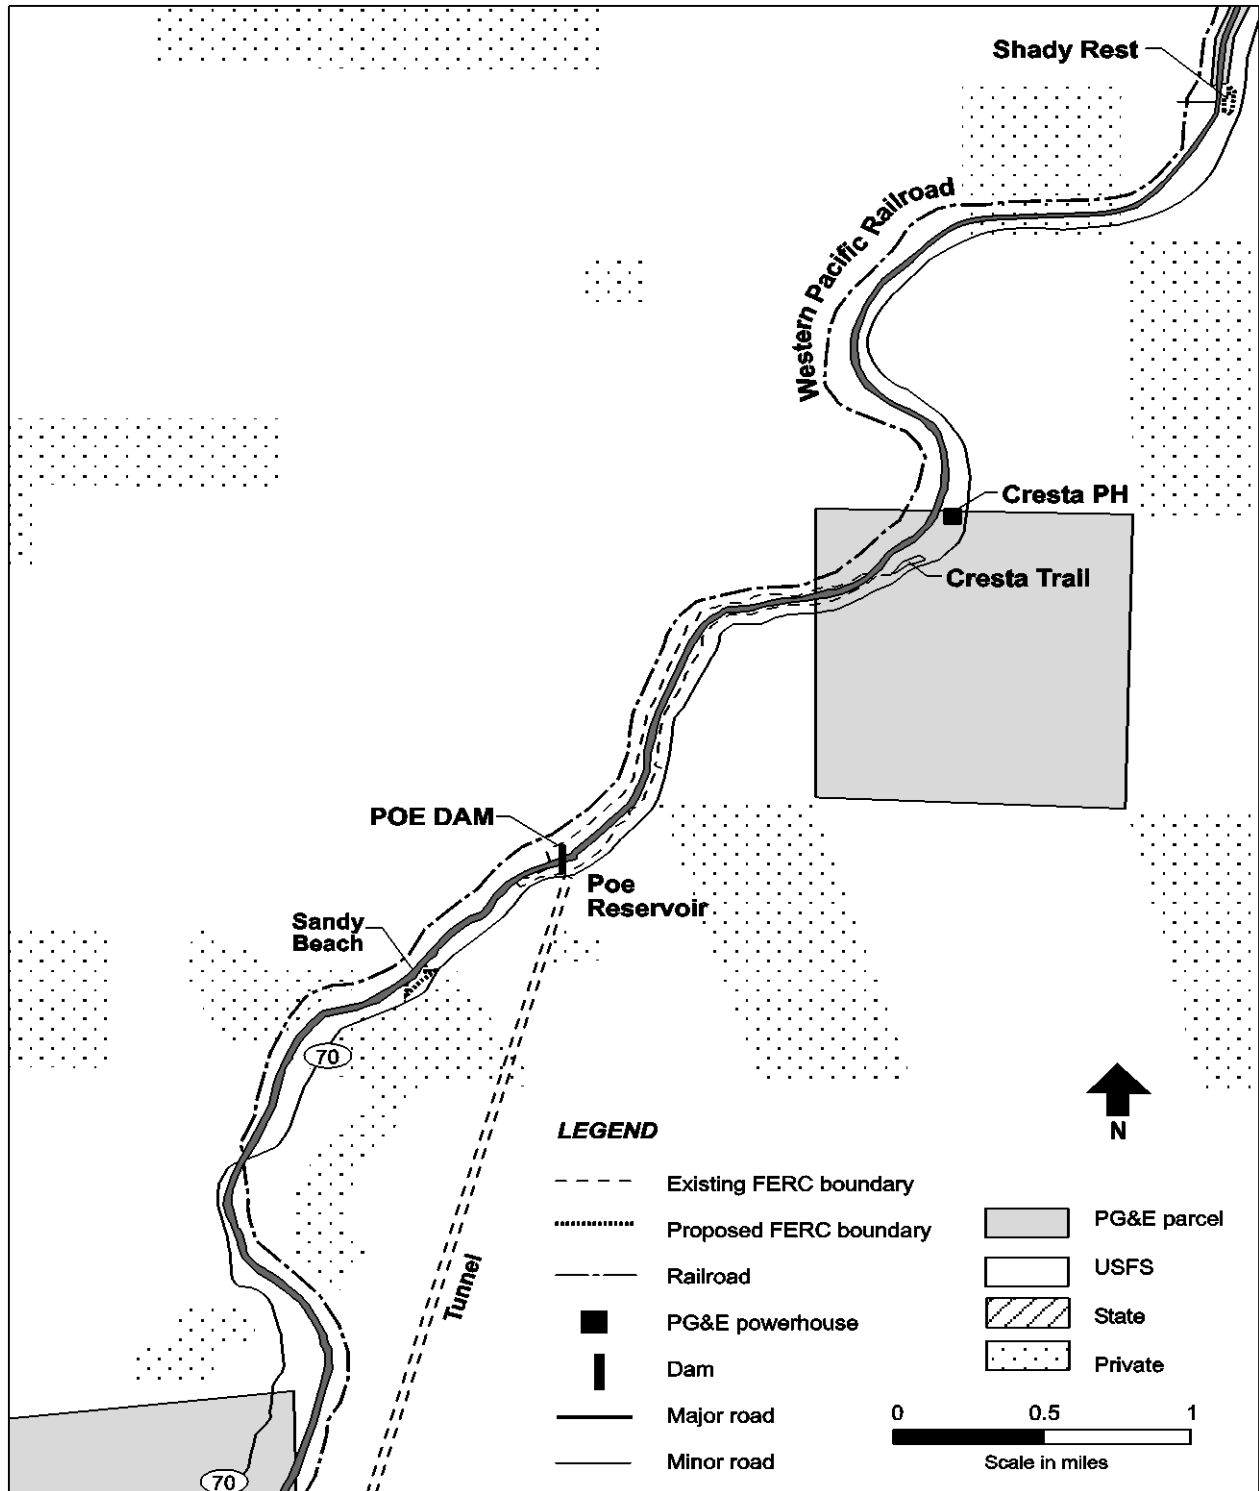 Shady Rest
Western Pacific Railroad
Cresta PH
Cresta Trail
POE DAM
Poe
Reservoir
Sandy
Beach
70
Tunnel
70
N
LEGEND
Existing FERC boundary
Proposed FERC boundary
Railroad
PG&E powerhouse
Dam
Major road
Minor road
PG&E parcel
USFS
State
Private
0 0.5 1
Scale in miles